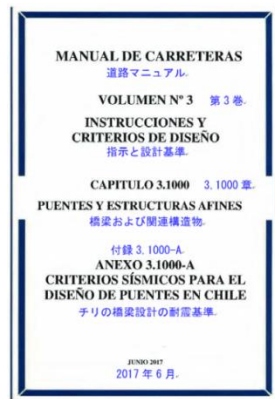 MANUAL DE CARRETERAS
道路マニュアル
VOLUMEN Nº 3 第3巻
INSTRUCCIONES Y
CRITERIOS DE DISEÑO
指示と設計基準
CAPITULO 3.1000 3.1000 章
PUENTES Y ESTRUCTURAS AFINES
橋梁および関連構造物
付録 3.1000-A
ANEXO 3.1000-A
CRITERIOS SÍSMICOS PARA EL
DISEÑO DE PUENTES EN CHILE
チリの橋梁設計の耐震基準
JUNIO 2017
2017 年 6 月